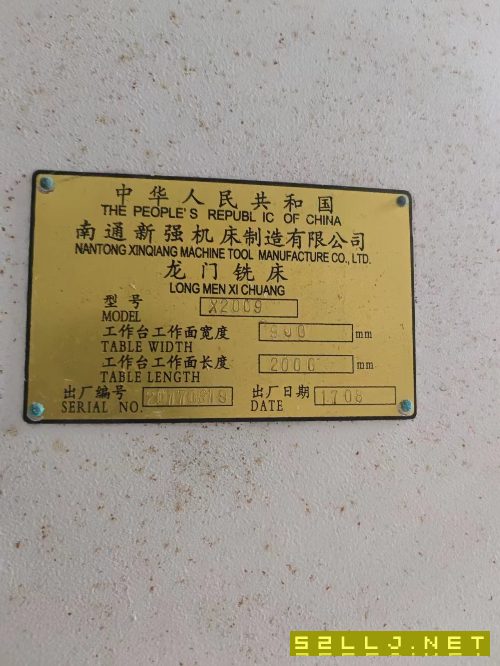 中华人民共和国
THE PEOPLE'S REPUBL IC OF CHINA
南通新强机床制造有限公司
NANTONG XINQIANG MACHINE TOOL MANUFACTURE CO., LTD.
龙门铣床
LONG MEN XI CHUANG
型号 X2009
MODEL
工作台工作面宽度 900 mm
TABLE WIDTH
工作台工作面长度 2000 mm
TABLE LENGTH
出厂编号 出厂日期
SERIAL NO. DATE
52LLJ.NET